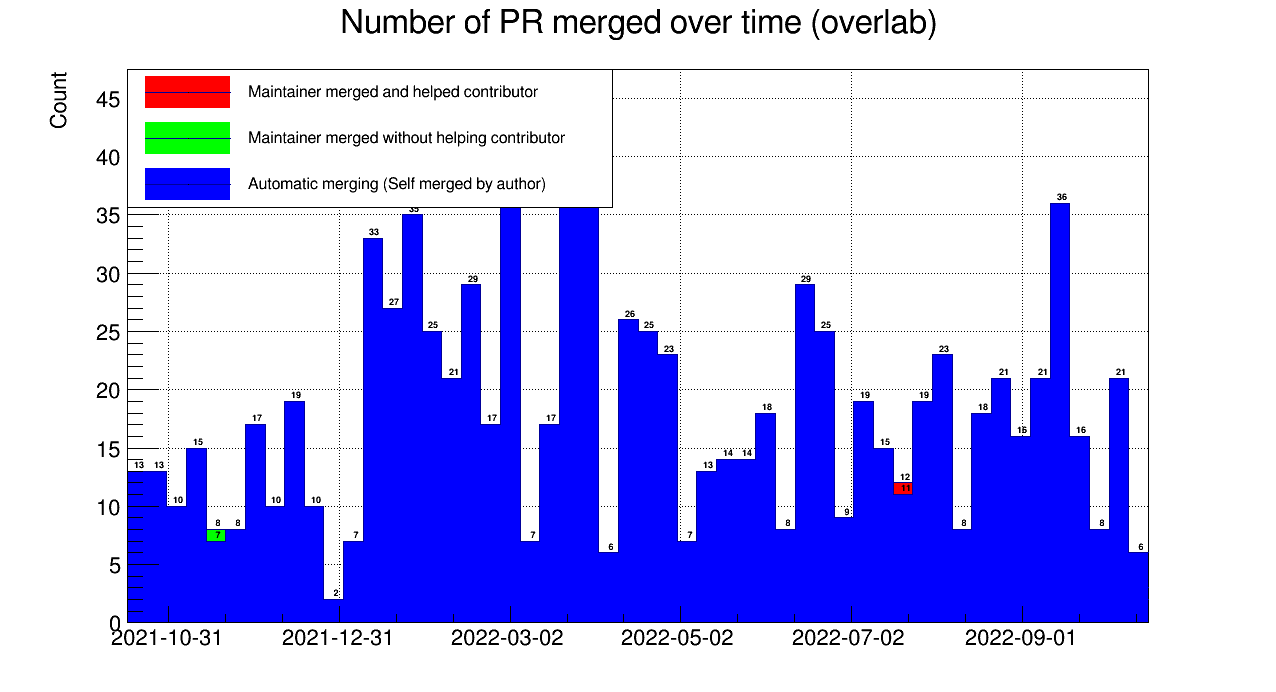 Number of PR merged over time (overlab)
Count
Maintainer merged and helped contributor
Maintainer merged without helping contributor
Automatic merging (Self merged by author)
45
40
35
30
25
20
15
10
5
0
13 13 10 15 8 7 8 17 10 19 10 2 7 33 27 35 25 21 29 17 7 17 6 26 25 23 7 13 14 14 18 8 29 25 9 19 15 12 11 19 23 8 18 21 16 21 36 16 8 21 6
2021-10-31 2021-12-31 2022-03-02 2022-05-02 2022-07-02 2022-09-01